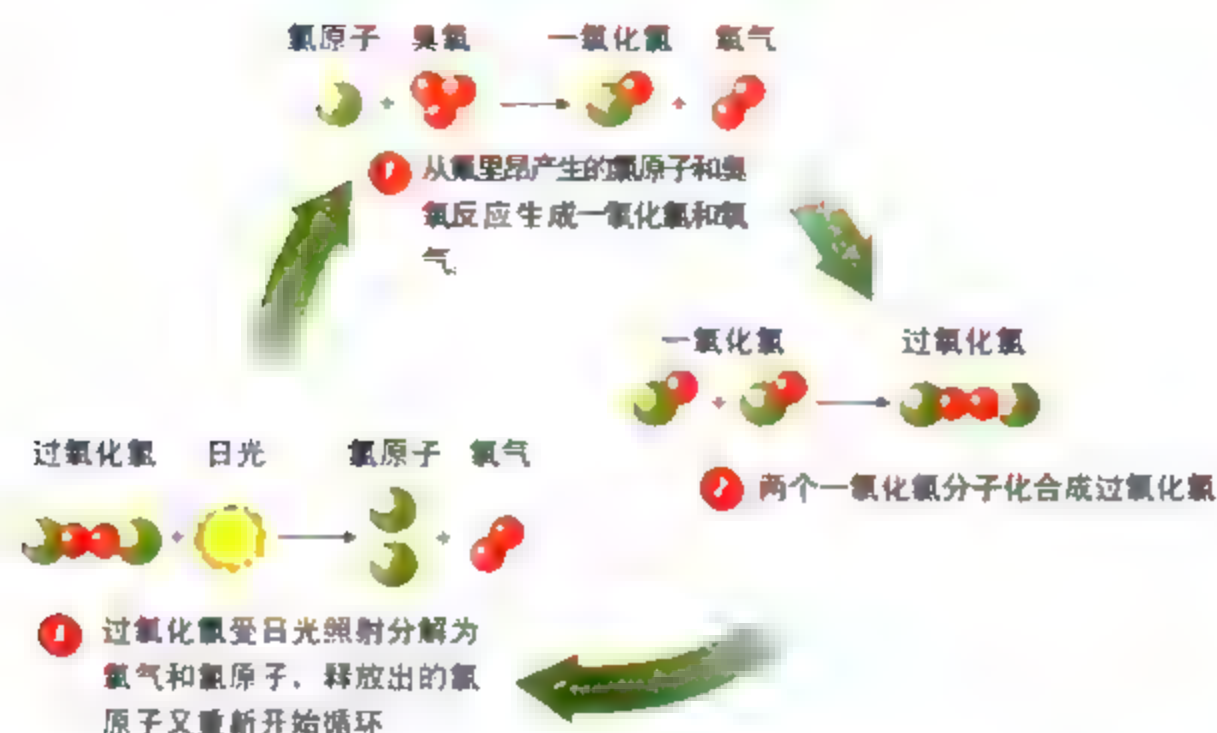 氯原子 臭氧 一氧化氯 氧气
从氟里昂产生的氯原子和臭
氧反应生成一氧化氯和氧
气.
一氧化氯 过氧化氯
两个一氧化氯分子化合成过氧化氯
过氧化氯 日光 氯原子 氧气
过氧化氯受日光照射分解为
氧气和氯原子. 释放出的氯
原子又重新开始循环